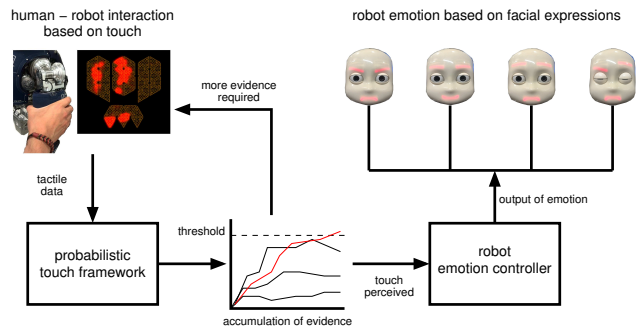 human – robot interaction
based on touch
robot emotion based on facial expressions
more evidence
required
tactile
data
output of emotion
threshold
probabilistic
touch framework
robot
emotion controller
touch
perceived
accumulation of evidence